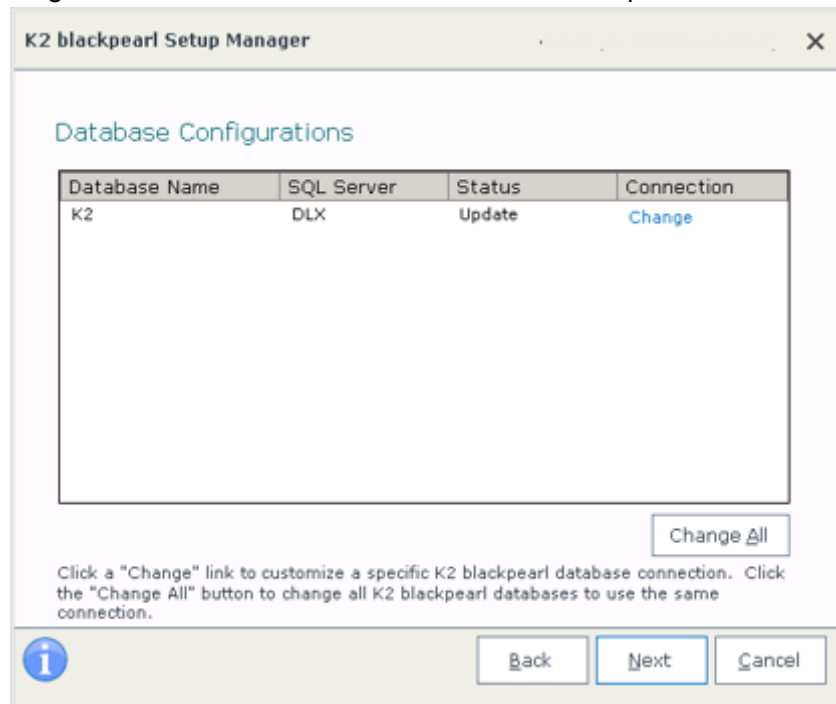 K2 blackpearl Setup Manager
Database Configurations
Database Name SQL Server Status Connection
K2 DLX Update Change
Change All
Click a "Change" link to customize a specific K2 blackpearl database connection. Click
the "Change All" button to change all K2 blackpearl databases to use the same
connection.
Back Next Cancel